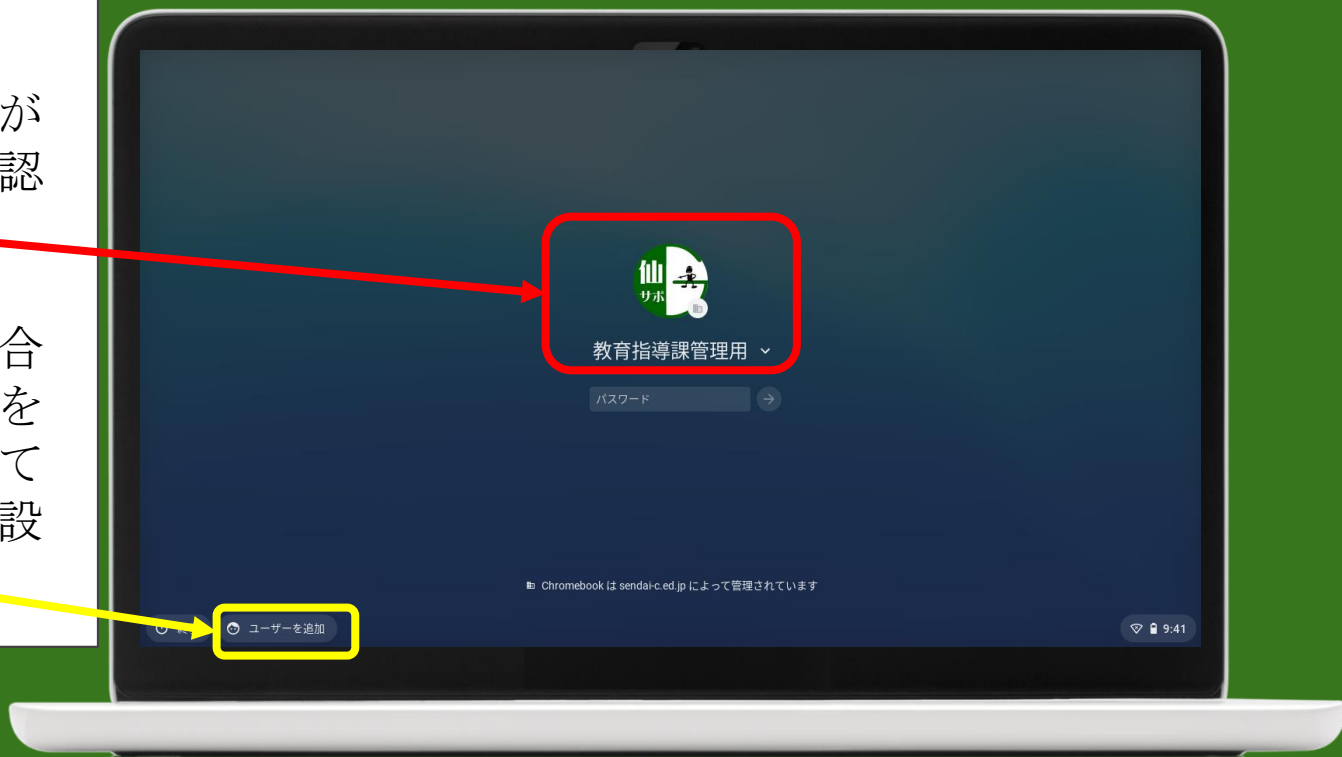 が
認
合
を
て
設
仙
サポ
教育指導課管理用
パスワード
Chromebook は sendai-c.ed.jp によって管理されています
ユーザーを追加
9:41